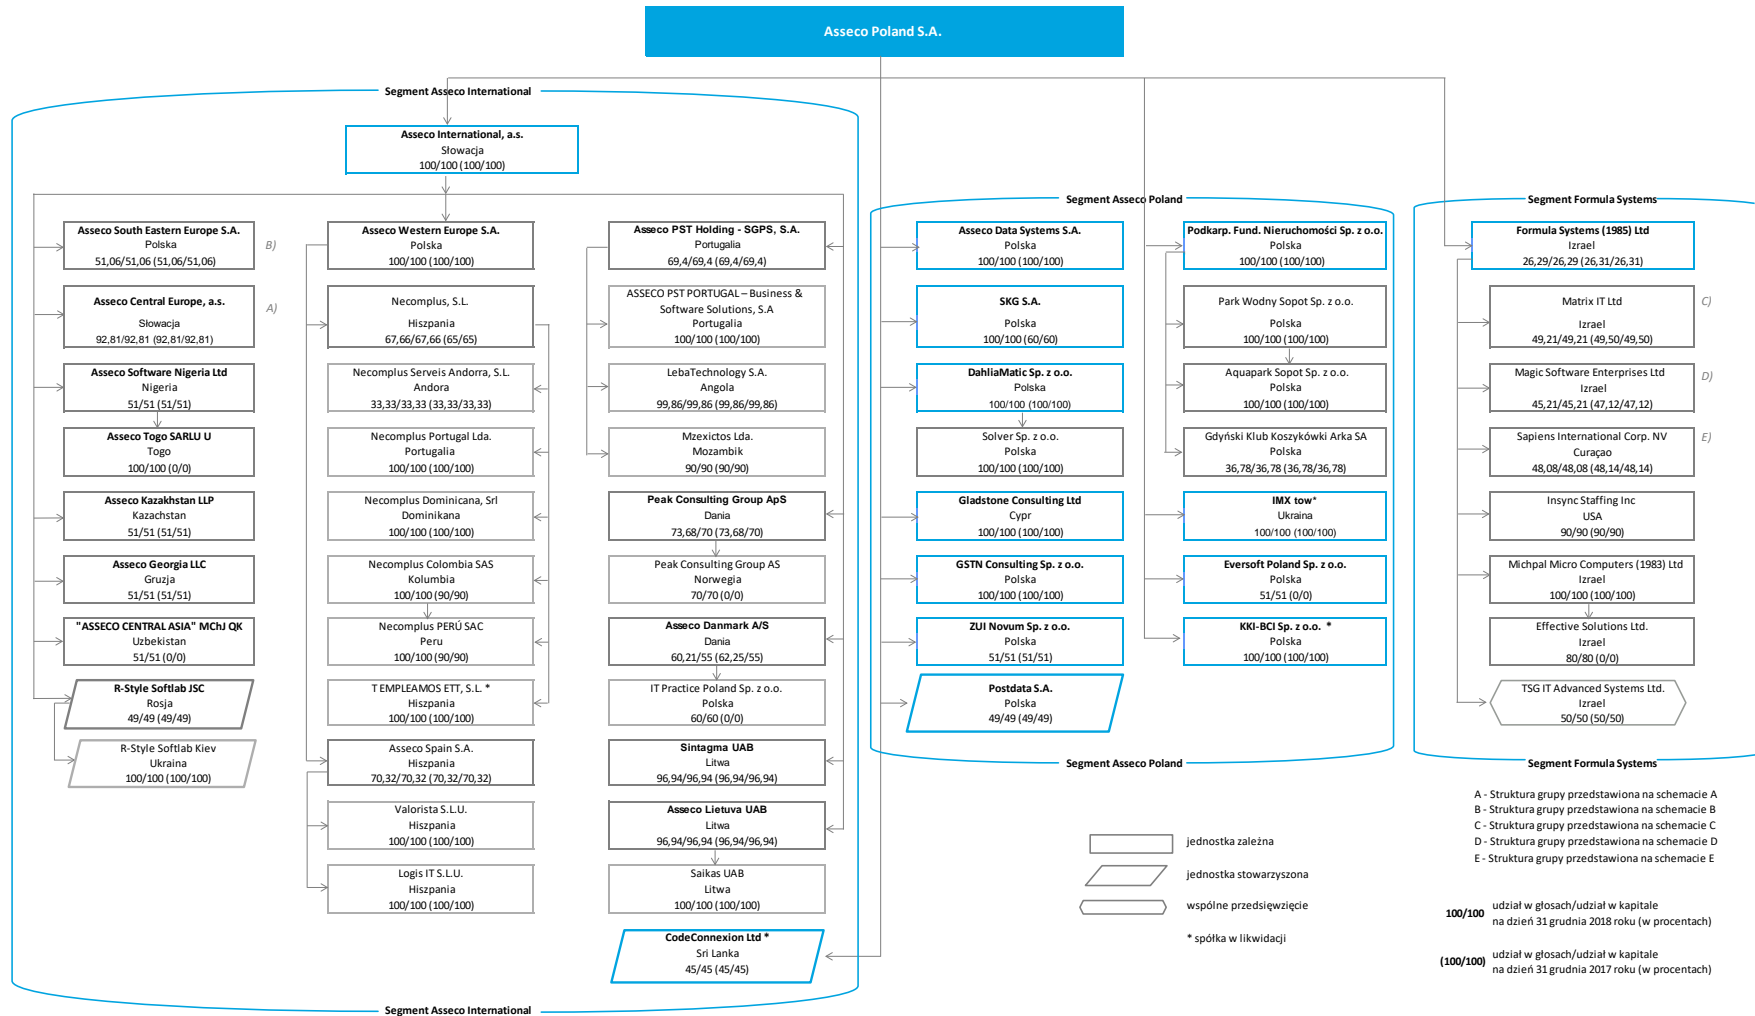 Asseco Poland S.A.
Segment Asseco International
Asseco International, a.s.
Słowacja
100/100 (100/100)
Asseco South Eastern Europe S.A.
Polska
51,06/51,06 (51,06/51,06)
B)
Asseco Central Europe, a.s.
Słowacja
92,81/92,81 (92,81/92,81)
A)
Asseco Software Nigeria Ltd
Nigeria
51/51 (51/51)
Asseco Togo SARLU U
Togo
100/100 (0/0)
Asseco Kazakhstan LLP
Kazachstan
51/51 (51/51)
Asseco Georgia LLC
Gruzja
51/51 (51/51)
"ASSECO CENTRAL ASIA" MChJ QK
Uzbekistan
51/51 (0/0)
R-Style Softlab JSC
Rosja
49/49 (49/49)
R-Style Softlab Kiev
Ukraina
100/100 (100/100)
Asseco Western Europe S.A.
Polska
100/100 (100/100)
Necomplus, S.L.
Hiszpania
67,66/67,66 (65/65)
Necomplus Serveis Andorra, S.L.
Andora
33,33/33,33 (33,33/33,33)
Necomplus Portugal Lda.
Portugalia
100/100 (100/100)
Necomplus Dominicana, Srl
Dominikana
100/100 (100/100)
Necomplus Colombia SAS
Kolumbia
100/100 (90/90)
Necomplus PERÚ SAC
Peru
100/100 (90/90)
T EMPLEAMOS ETT, S.L. *
Hiszpania
100/100 (100/100)
Asseco Spain S.A.
Hiszpania
70,32/70,32 (70,32/70,32)
Valorista S.L.U.
Hiszpania
100/100 (100/100)
Logis IT S.L.U.
Hiszpania
100/100 (100/100)
Asseco PST Holding - SGPS, S.A.
Portugalia
69,4/69,4 (69,4/69,4)
ASSECO PST PORTUGAL – Business &
Software Solutions, S.A
Portugalia
100/100 (100/100)
LebaTechnology S.A.
Angola
99,86/99,86 (99,86/99,86)
Mzexictos Lda.
Mozambik
90/90 (90/90)
Peak Consulting Group ApS
Dania
73,68/70 (73,68/70)
Peak Consulting Group AS
Norwegia
70/70 (0/0)
Asseco Danmark A/S
Dania
60,21/55 (62,25/55)
IT Practice Poland Sp. z o.o.
Polska
60/60 (0/0)
Sintagma UAB
Litwa
96,94/96,94 (96,94/96,94)
Asseco Lietuva UAB
Litwa
96,94/96,94 (96,94/96,94)
Saikas UAB
Litwa
100/100 (100/100)
CodeConnexion Ltd *
Sri Lanka
45/45 (45/45)
Segment Asseco International
Segment Asseco Poland
Asseco Data Systems S.A.
Polska
100/100 (100/100)
SKG S.A.
Polska
100/100 (60/60)
DahliaMatic Sp. z o.o.
Polska
100/100 (100/100)
Solver Sp. z o.o.
Polska
100/100 (100/100)
Gladstone Consulting Ltd
Cypr
100/100 (100/100)
GSTN Consulting Sp. z o.o.
Polska
100/100 (100/100)
ZUI Novum Sp. z o.o.
Polska
51/51 (51/51)
Postdata S.A.
Polska
49/49 (49/49)
Podkarp. Fund. Nieruchomości Sp. z o.o.
Polska
100/100 (100/100)
Park Wodny Sopot Sp. z o.o.
Polska
100/100 (100/100)
Aquapark Sopot Sp. z o.o.
Polska
100/100 (100/100)
Gdyński Klub Koszykówki Arka SA
Polska
36,78/36,78 (36,78/36,78)
IMX tow*
Ukraina
100/100 (100/100)
Eversoft Poland Sp. z o.o.
Polska
51/51 (0/0)
KKI-BCI Sp. z o.o. *
Polska
100/100 (100/100)
Segment Asseco Poland
Segment Formula Systems
Formula Systems (1985) Ltd
Izrael
26,29/26,29 (26,31/26,31)
Matrix IT Ltd
Izrael
49,21/49,21 (49,50/49,50)
C)
Magic Software Enterprises Ltd
Izrael
45,21/45,21 (47,12/47,12)
D)
Sapiens International Corp. NV
Curaçao
48,08/48,08 (48,14/48,14)
E)
Insync Staffing Inc
USA
90/90 (90/90)
Michpal Micro Computers (1983) Ltd
Izrael
100/100 (100/100)
Effective Solutions Ltd.
Izrael
80/80 (0/0)
TSG IT Advanced Systems Ltd.
Izrael
50/50 (50/50)
Segment Formula Systems
A - Struktura grupy przedstawiona na schemacie A
B - Struktura grupy przedstawiona na schemacie B
C - Struktura grupy przedstawiona na schemacie C
D - Struktura grupy przedstawiona na schemacie D
E - Struktura grupy przedstawiona na schemacie E
jednostka zależna
jednostka stowarzyszona
wspólne przedsięwzięcie
* spółka w likwidacji
100/100 udział w głosach/udział w kapitale
na dzień 31 grudnia 2018 roku (w procentach)
(100/100) udział w głosach/udział w kapitale
na dzień 31 grudnia 2017 roku (w procentach)